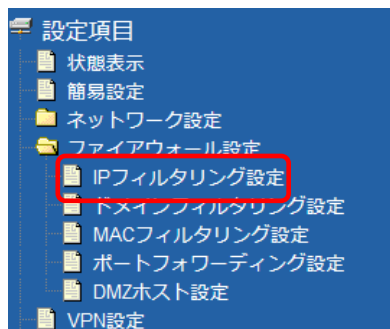 設定項目
状態表示
簡易設定
ネットワーク設定
ファイアウォール設定
IPフィルタリング設定
ドメインフィルタリング設定
MACフィルタリング設定
ポートフォワーディング設定
DMZホスト設定
VPN設定